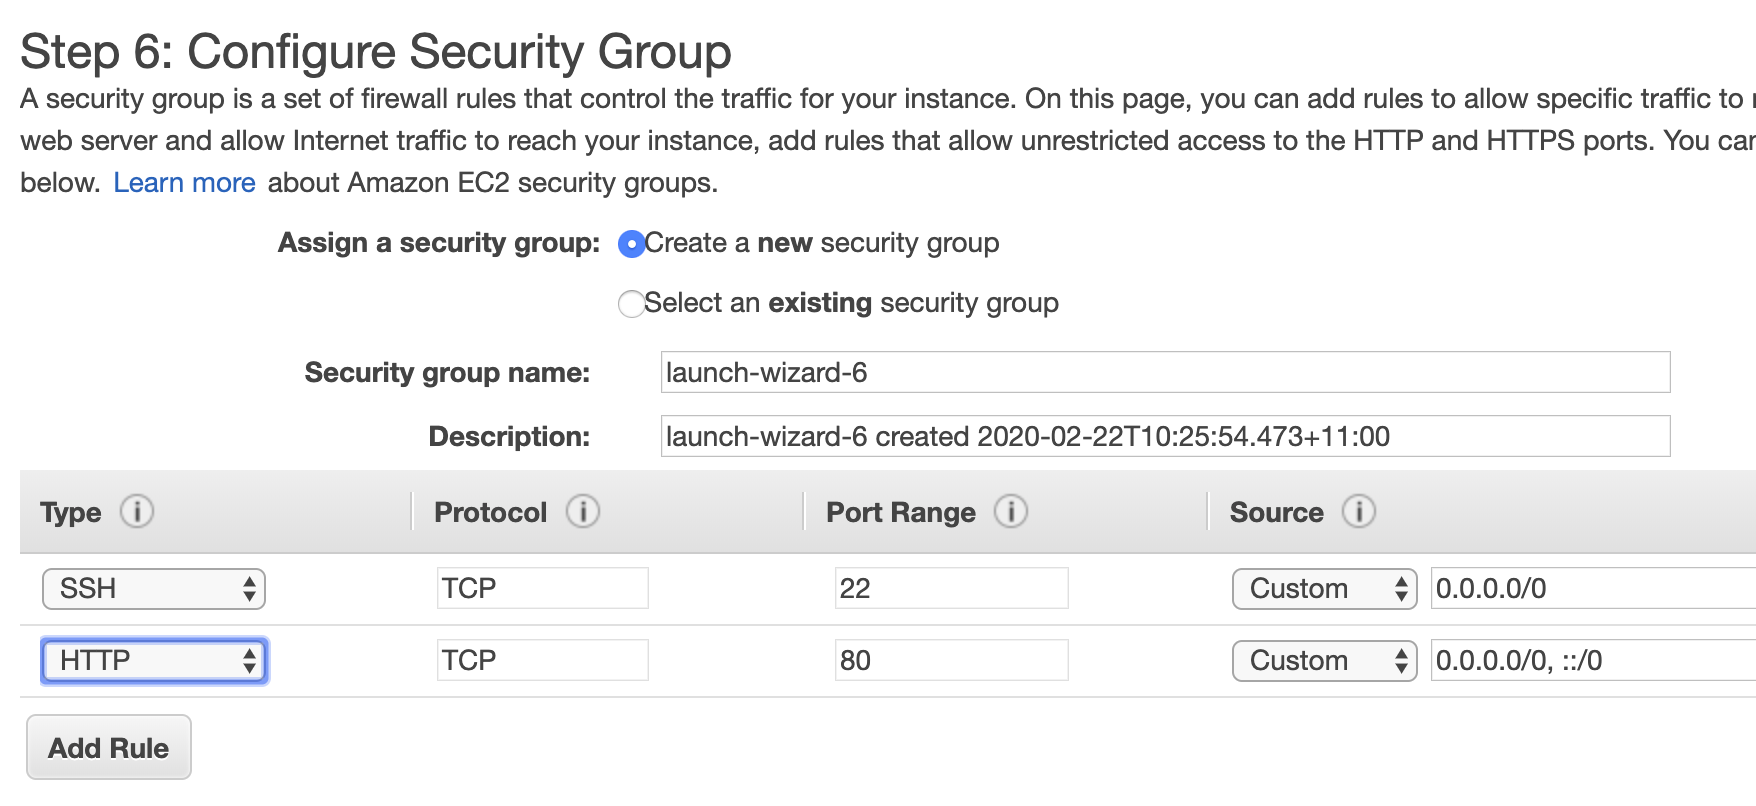 Step 6: Configure Security Group
A security group is a set of firewall rules that control the traffic for your instance. On this page, you can add rules to allow specific traffic to
web server and allow Internet traffic to reach your instance, add rules that allow unrestricted access to the HTTP and HTTPS ports. You can
below. Learn more about Amazon EC2 security groups.
Assign a security group: Create a new security group
Select an existing security group
Security group name: launch-wizard-6
Description: launch-wizard-6 created 2020-02-22T10:25:54.473+11:00
Type Protocol Port Range Source
SSH TCP 22 Custom 0.0.0.0/0
HTTP TCP 80 Custom 0.0.0.0/0, ::/0
Add Rule